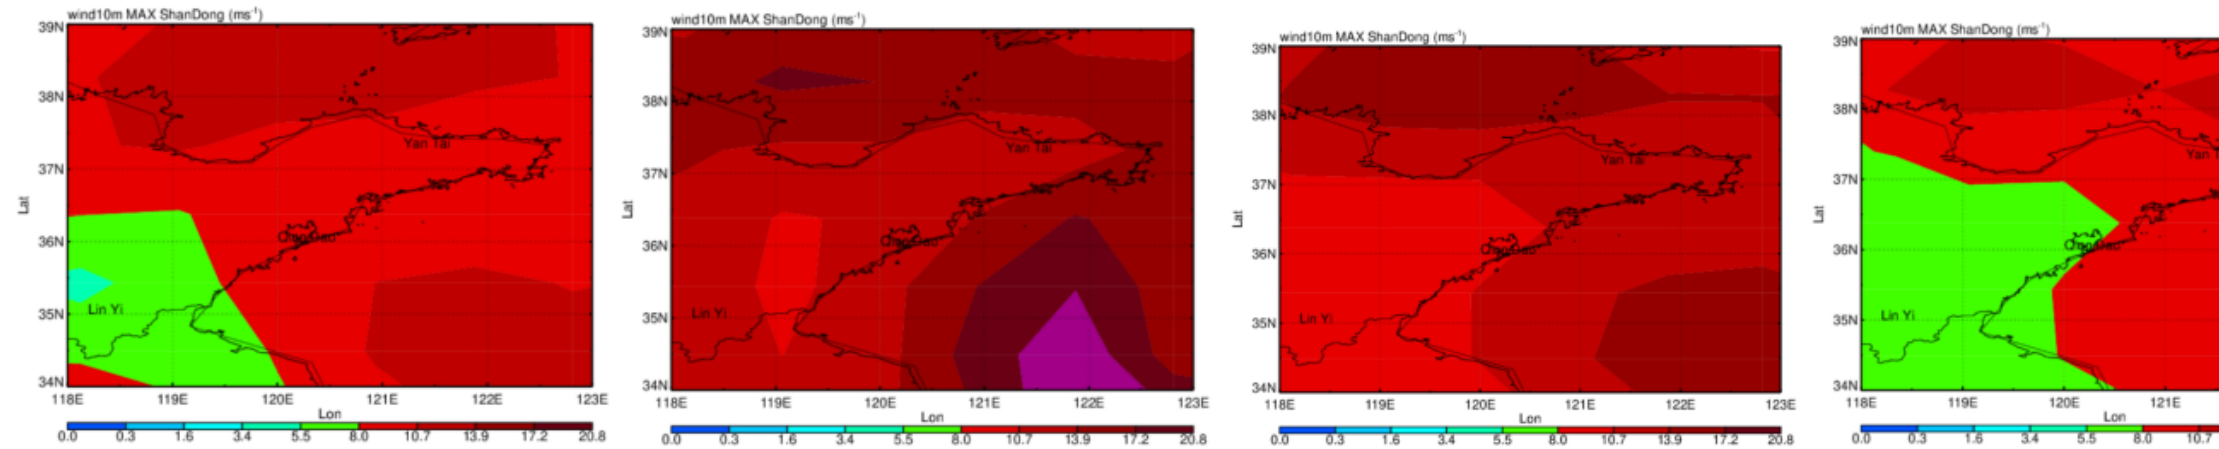 wind10m MAX ShanDong (ms-1)
39N
38N
37N
36N
35N
34N
Lat
Yan Tai
Qing Dao
Lin Yi
118E 119E 120E 121E 122E 123E
Lon
0.0 0.3 1.6 3.4 5.5 8.0 10.7 13.9 17.2 20.8
wind10m MAX ShanDong (ms-1)
39N
38N
37N
36N
35N
34N
Lat
Yan Tai
Qing Dao
Lin Yi
118E 119E 120E 121E 122E 123E
Lon
0.0 0.3 1.6 3.4 5.5 8.0 10.7 13.9 17.2 20.8
wind10m MAX ShanDong (ms-1)
39N
38N
37N
36N
35N
34N
Lat
Yan Tai
Qing Dao
Lin Yi
118E 119E 120E 121E 122E 123E
Lon
0.0 0.3 1.6 3.4 5.5 8.0 10.7 13.9 17.2 20.8
wind10m MAX ShanDong (ms-1)
39N
38N
37N
36N
35N
34N
Lat
Yan T
Qing Dao
Lin Yi
118E 119E 120E 121E
Lon
0.0 0.3 1.6 3.4 5.5 8.0 10.7